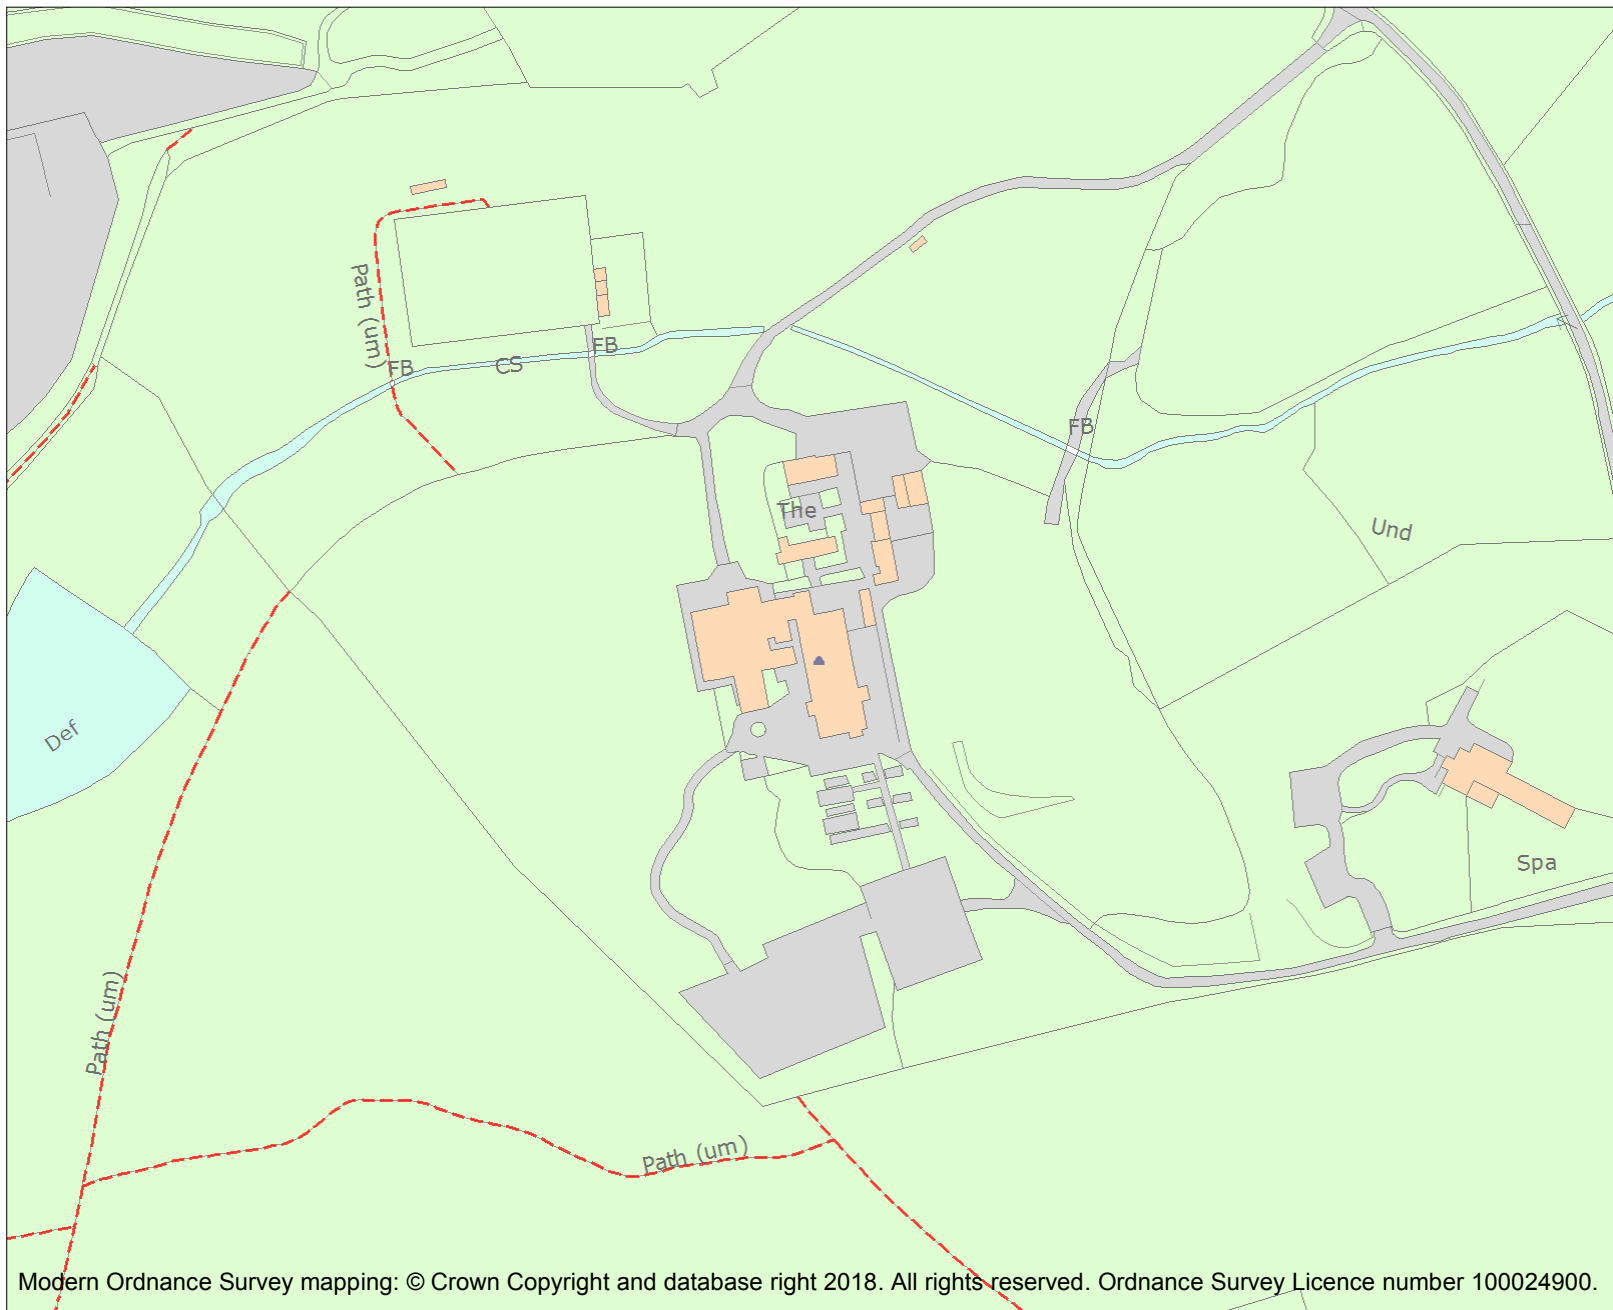 Path (um)
FB
CS
FB
FB
The
Und
Def
Spa
Path (um)
Path (um)
Modern Ordnance Survey mapping: © Crown Copyright and database right 2018. All rights reserved. Ordnance Survey Licence number 100024900.